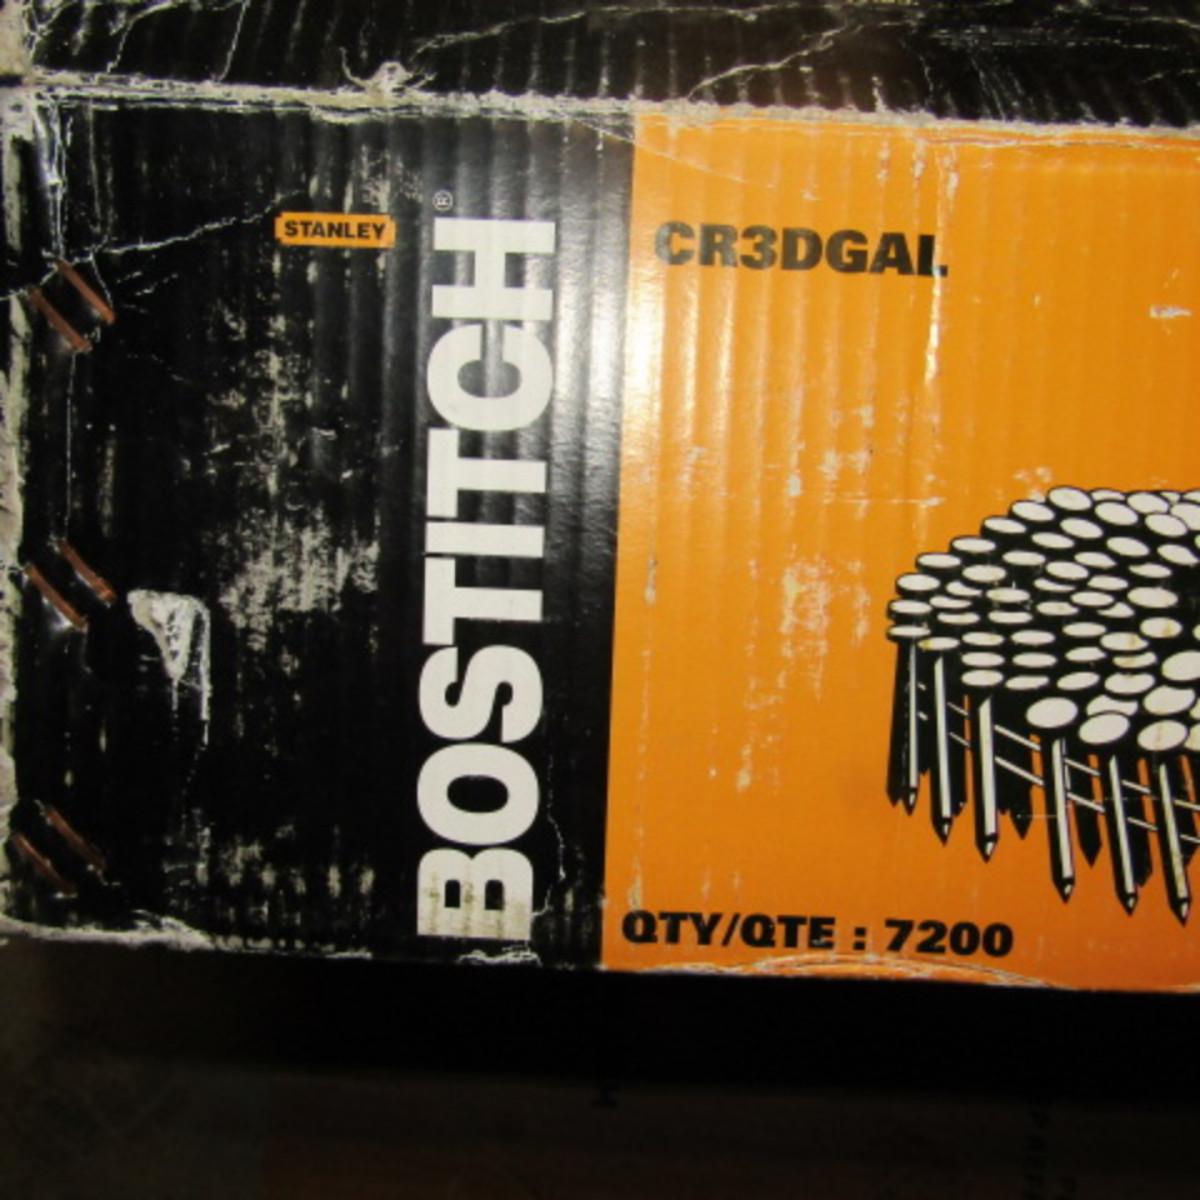 STANLEY
BOSTITCH®
CR3DGAL
QTY/QTE : 7200